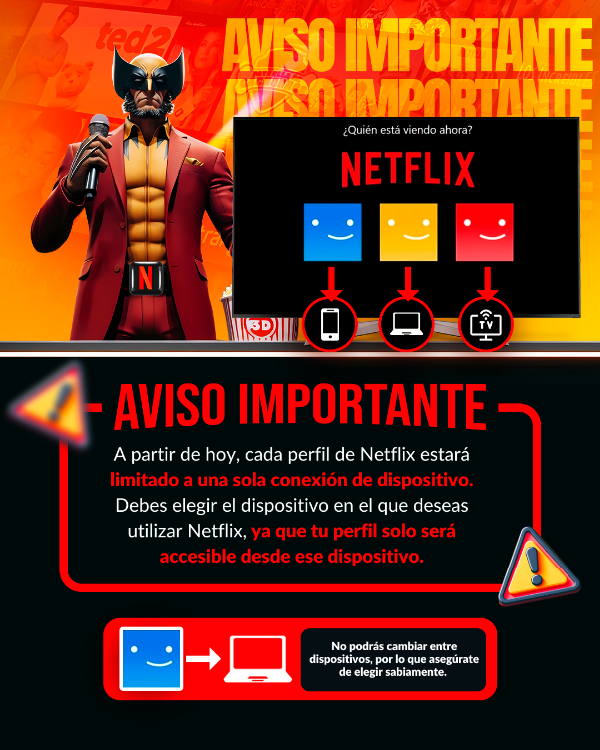 ted2
AVISO IMPORTANTE
AVISO IMPORTANTE
¿Quién está viendo ahora?
NETFLIX
N
3D
TV
AVISO IMPORTANTE
A partir de hoy, cada perfil de Netflix estará
limitado a una sola conexión de dispositivo.
Debes elegir el dispositivo en el que deseas
utilizar Netflix, ya que tu perfil solo será
accesible desde ese dispositivo.
No podrás cambiar entre
dispositivos, por lo que asegúrate
de elegir sabiamente.